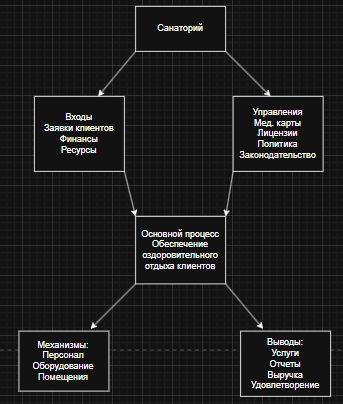 Санаторий
Входы
Заявки клиентов
Финансы
Ресурсы
Управления
Мед. карты
Лицензии
Политика
Законодательство
Основной процесс
Обеспечение
оздоровительного
отдыха клиентов
Механизмы:
Персонал
Оборудование
Помещения
Выводы:
Услуги
Отчеты
Выручка
Удовлетворение